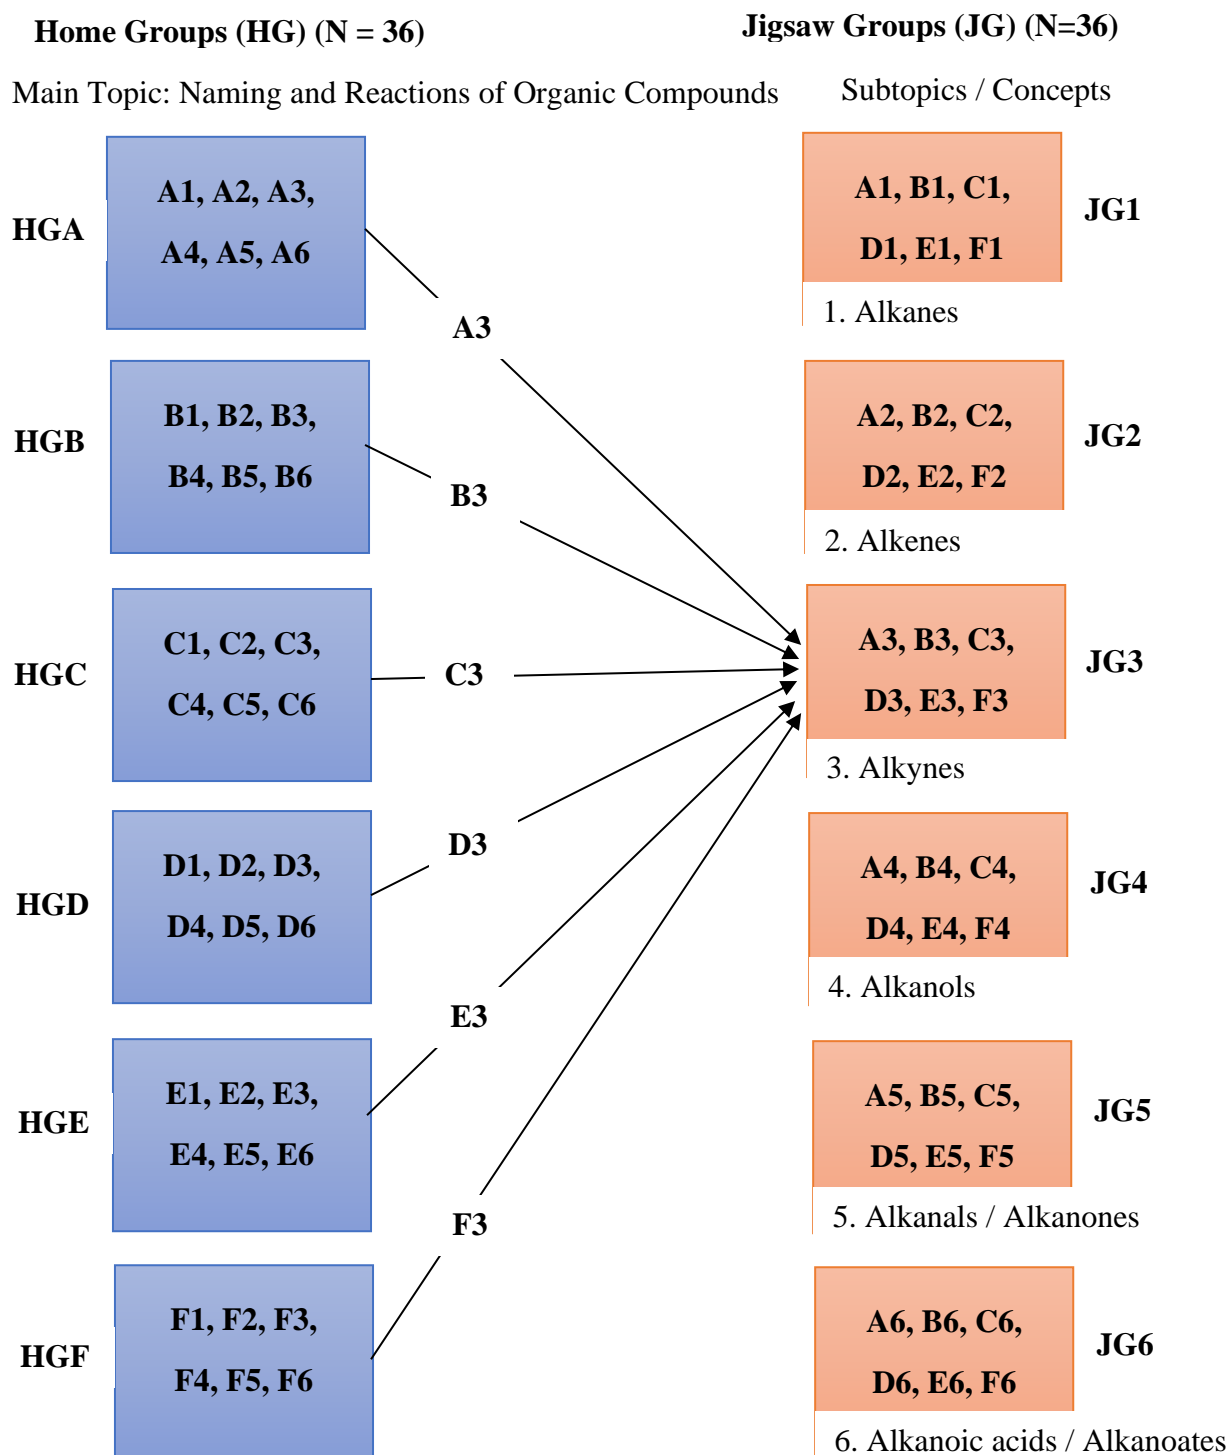 Home Groups (HG) (N = 36)
Jigsaw Groups (JG) (N=36)
Main Topic: Naming and Reactions of Organic Compounds
Subtopics / Concepts
HGA
A1, A2, A3,
A4, A5, A6
A3
A1, B1, C1,
D1, E1, F1
JG1
1. Alkanes
HGB
B1, B2, B3,
B4, B5, B6
B3
A2, B2, C2,
D2, E2, F2
JG2
2. Alkenes
HGC
C1, C2, C3,
C4, C5, C6
C3
A3, B3, C3,
D3, E3, F3
JG3
3. Alkynes
HGD
D1, D2, D3,
D4, D5, D6
D3
A4, B4, C4,
D4, E4, F4
JG4
4. Alkanols
HGE
E1, E2, E3,
E4, E5, E6
E3
A5, B5, C5,
D5, E5, F5
JG5
5. Alkanals / Alkanones
HGF
F1, F2, F3,
F4, F5, F6
F3
A6, B6, C6,
D6, E6, F6
JG6
6. Alkanoic acids / Alkanoates